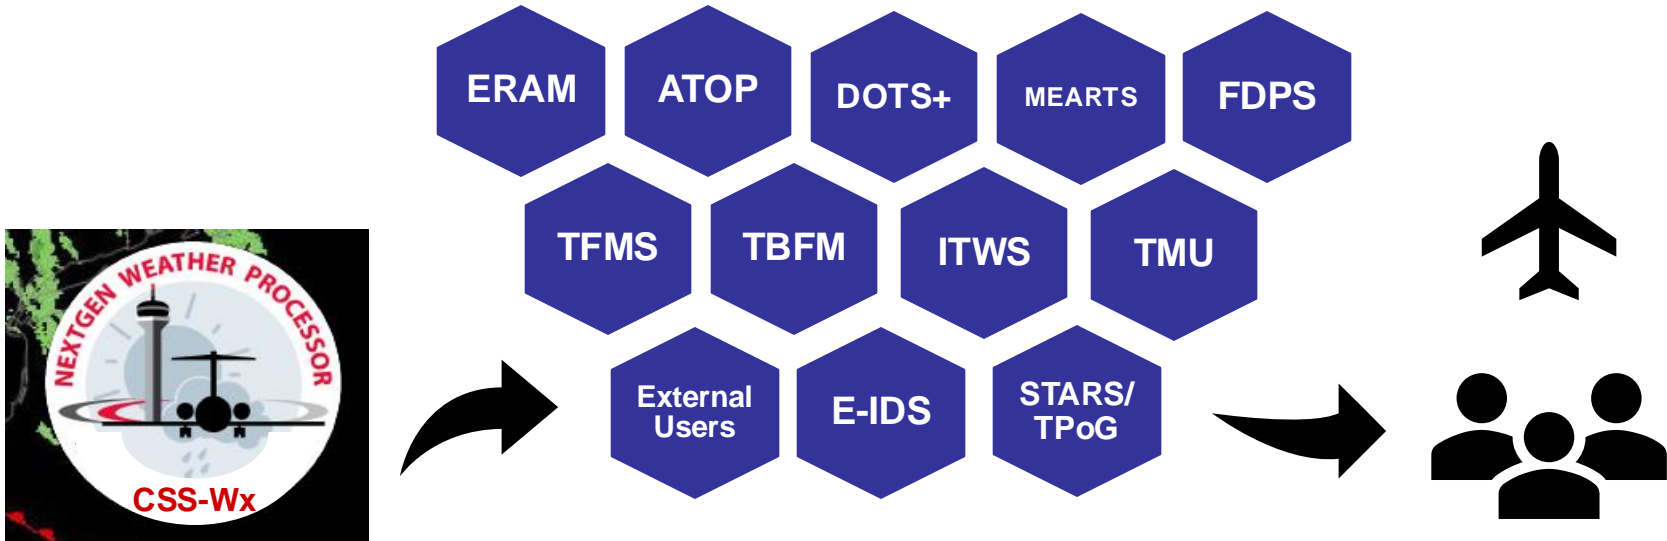 ERAM
ATOP
DOTS+
MEARTS
FDPS
TFMS
TBFM
ITWS
TMU
NEXTGEN WEATHER PROCESSOR
CSS-Wx
External
Users
E-IDS
STARS/
TPoG